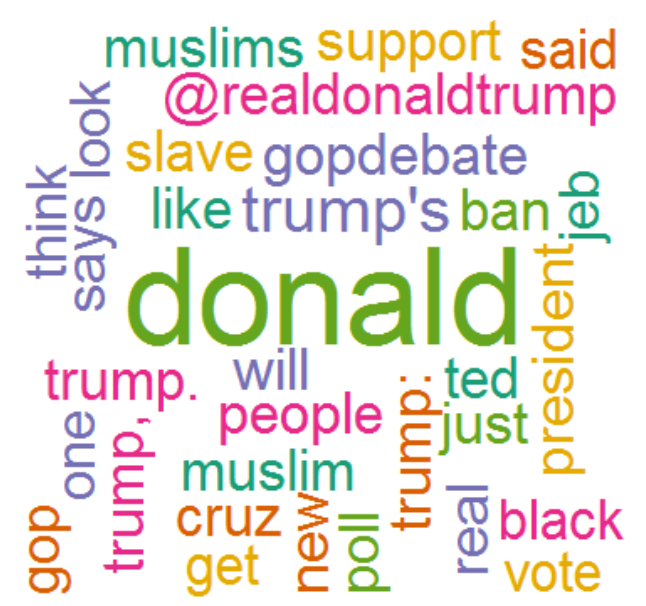 muslims support said
@realdonaldtrump
look
slave gopdebate
think
says
like trump's ban
jeb
donald
president
trump.
will
ted
people
trump:
just
one
trump,
muslim
cruz
new
poll
real
black
gop
get
vote